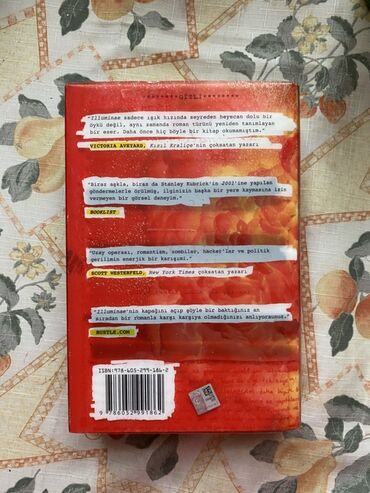 GİZLİ
"Illuminae sadece ışık hızında seyreden heyecan dolu bir
öykü değil, aynı zamanda roman türünü yeniden tanımlayan
bir eser. Daha önce hiç böyle bir kitap okumamıştım."
VICTORIA AVEYARD, Kızıl Kraliçe'nin çoksatan yazarı
"Biraz aşkla, biraz da Stanley Kubrick'in 2001'ine yapılan
göndermelerle örülmüş, ilginizin başka bir yere kaymasına izin
vermeyen bir görsel deneyim."
BOOKLIST
"Uzay operası, romantizm, zombiler, hacker'lar ve politik
gerilimin enerjik bir karışımı."
SCOTT WESTERFELD, New York Times çoksatan yazarı
"Illuminae'nin kapağını açıp şöyle bir baktığınız an
sıradan bir romanla karşı karşıya olmadığınızı anlıyorsunuz."
BUSTLE.COM
ISBN: 978-605-299-186-2
9 786052 991862